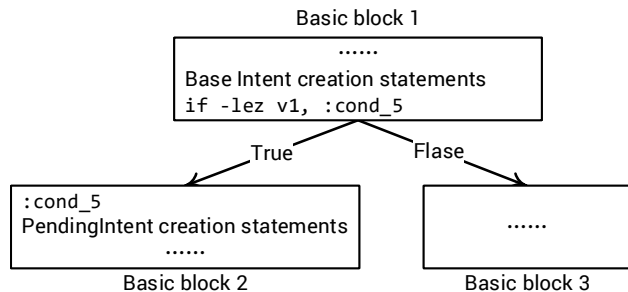 Basic block 1
......
Base Intent creation statements
if -lez v1, :cond_5
True
Flase
:cond_5
PendingIntent creation statements
......
Basic block 2
......
Basic block 3